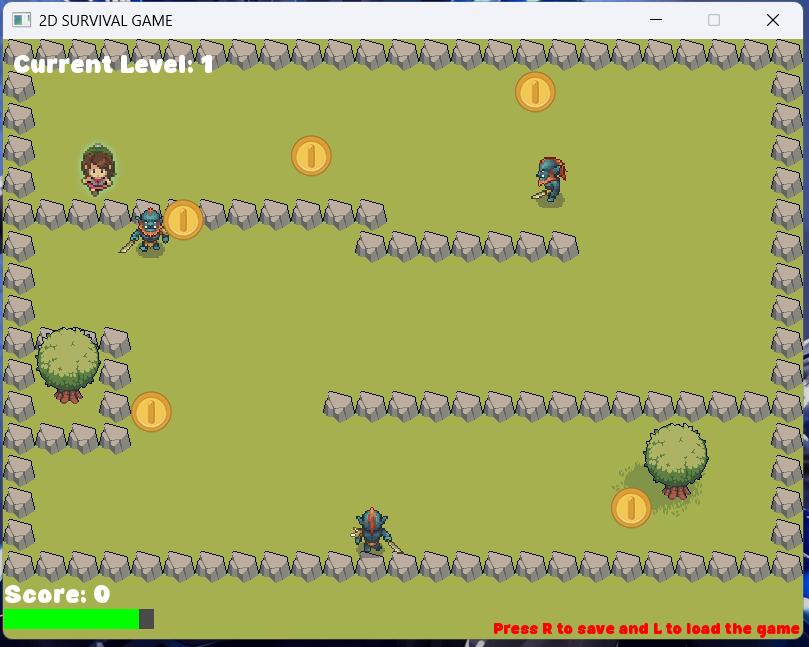 2D SURVIVAL GAME
Current Level: 1
Score: 0
Press R to save and L to load the game